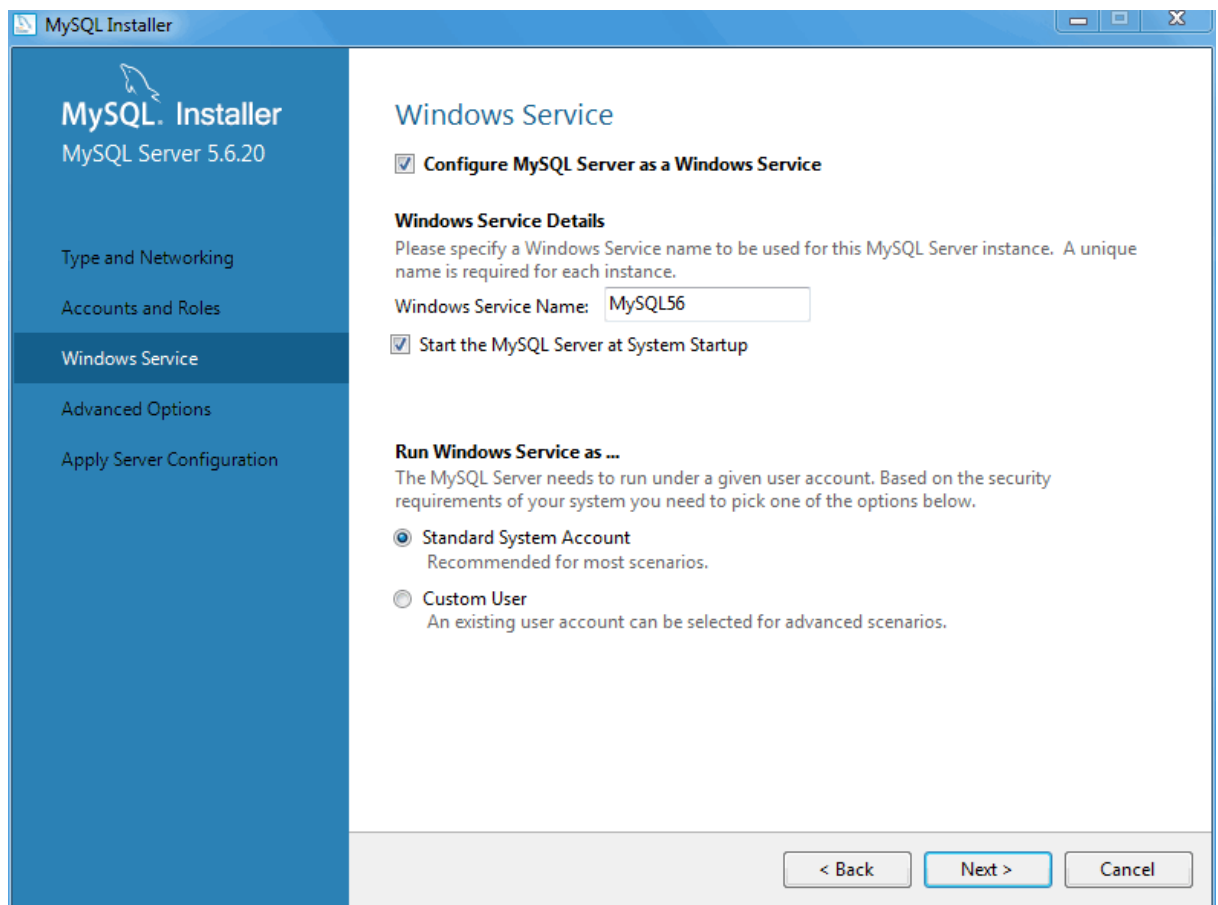 MySQL Installer
MySQL. Installer
MySQL Server 5.6.20
Type and Networking
Accounts and Roles
Windows Service
Advanced Options
Apply Server Configuration
Windows Service
Configure MySQL Server as a Windows Service
Windows Service Details
Please specify a Windows Service name to be used for this MySQL Server instance. A unique
name is required for each instance.
Windows Service Name: MySQL56
Start the MySQL Server at System Startup
Run Windows Service as ...
The MySQL Server needs to run under a given user account. Based on the security
requirements of your system you need to pick one of the options below.
Standard System Account
Recommended for most scenarios.
Custom User
An existing user account can be selected for advanced scenarios.
< Back Next > Cancel